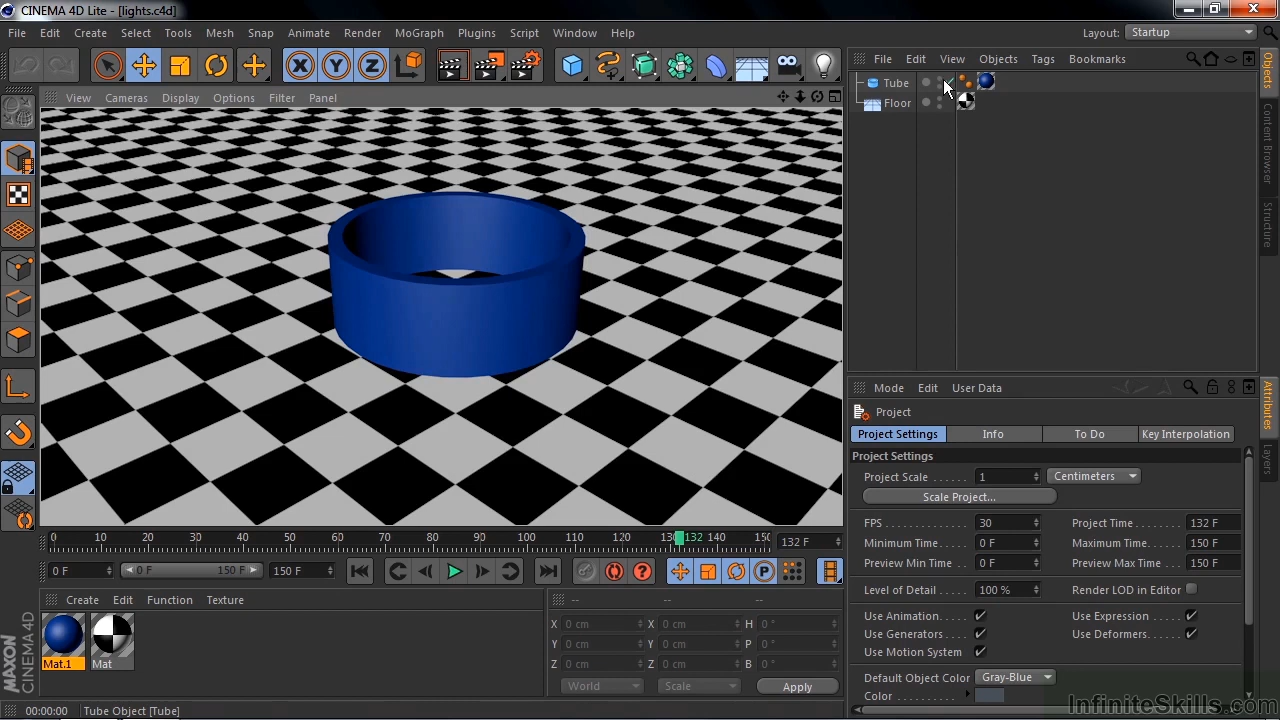 CINEMA 4D Lite - [lights.c4d]
File Edit Create Select Tools Mesh Snap Animate Render MoGraph Plugins Script Window Help
Layout: Startup
View Cameras Display Options Filter Panel
File Edit View Objects Tags Bookmarks
Tube
Floor
Objects
Content Browser
Structure
Mode Edit User Data
Project
Project Settings Info To Do Key Interpolation
Project Settings
Project Scale 1 Centimeters
Scale Project...
FPS 30 Project Time 132 F
Minimum Time 0 F Maximum Time 150 F
Preview Min Time 0 F Preview Max Time 150 F
Level of Detail 100 % Render LOD in Editor
Use Animation Use Expression
Use Generators Use Deformers
Use Motion System
Default Object Color Gray-Blue
Color
Attributes
Layers
0 10 20 30 40 50 60 70 80 90 100 110 120 132 140 132 F
0 F 0 F 150 F 150 F
X Y Z
P
Create Edit Function Texture
Mat.1 Mat
-- -- --
X 0 cm X 0 cm H 0 °
Y 0 cm Y 0 cm P 0 °
Z 0 cm Z 0 cm B 0 °
World Scale Apply
MAXON CINEMA 4D
00:00:00 Tube Object [Tube]
InfiniteSkills.com